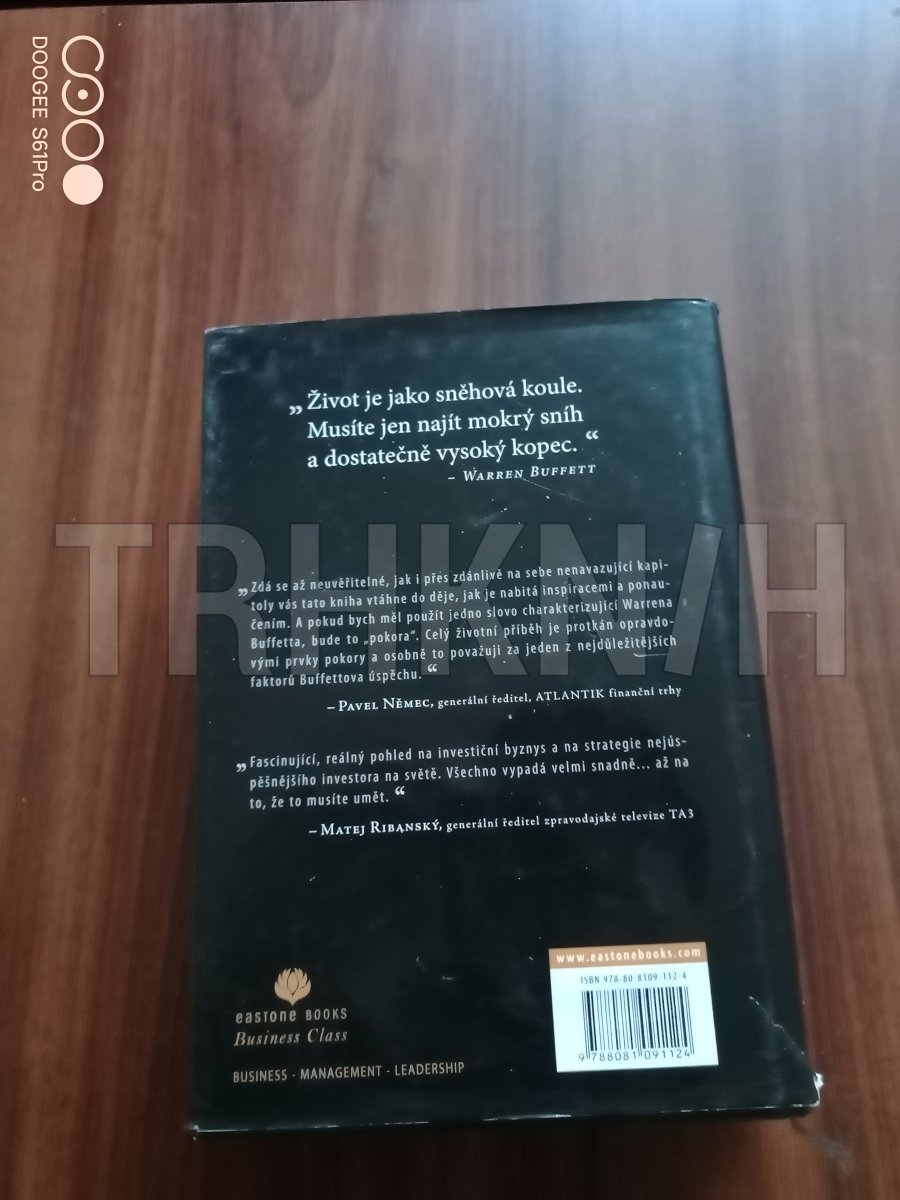 DOOGEE S61Pro
„Život je jako sněhová koule.
Musíte jen najít mokrý sníh
a dostatečně vysoký kopec.“
– WARREN BUFFETT
TRHKN/H
„Zdá se až neuvěřitelné, jak i přes zdánlivě na sebe nenavazující kapi-
toly vás tato kniha vtáhne do děje, jak je nabitá inspiracemi a ponau-
čením. A pokud bych měl použít jedno slovo charakterizující Warrena
Buffetta, bude to „pokora“. Celý životní příběh je protkán opravdo-
vými prvky pokory a osobně to považuji za jeden z nejdůležitějších
faktorů Buffettova úspěchu.“
– PAVEL NĚMEC, generální ředitel, ATLANTIK finanční trhy
„Fascinující, reálný pohled na investiční byznys a na strategie nejús-
pěšnějšího investora na světě. Všechno vypadá velmi snadně... až na
to, že to musíte umět.“
– MATEJ RIBANSKÝ, generální ředitel zpravodajské televize TA3
www.eastonebooks.com
ISBN 978-80-8109-112-4
9 788081 091124
eastone BOOKS
Business Class
BUSINESS - MANAGEMENT - LEADERSHIP